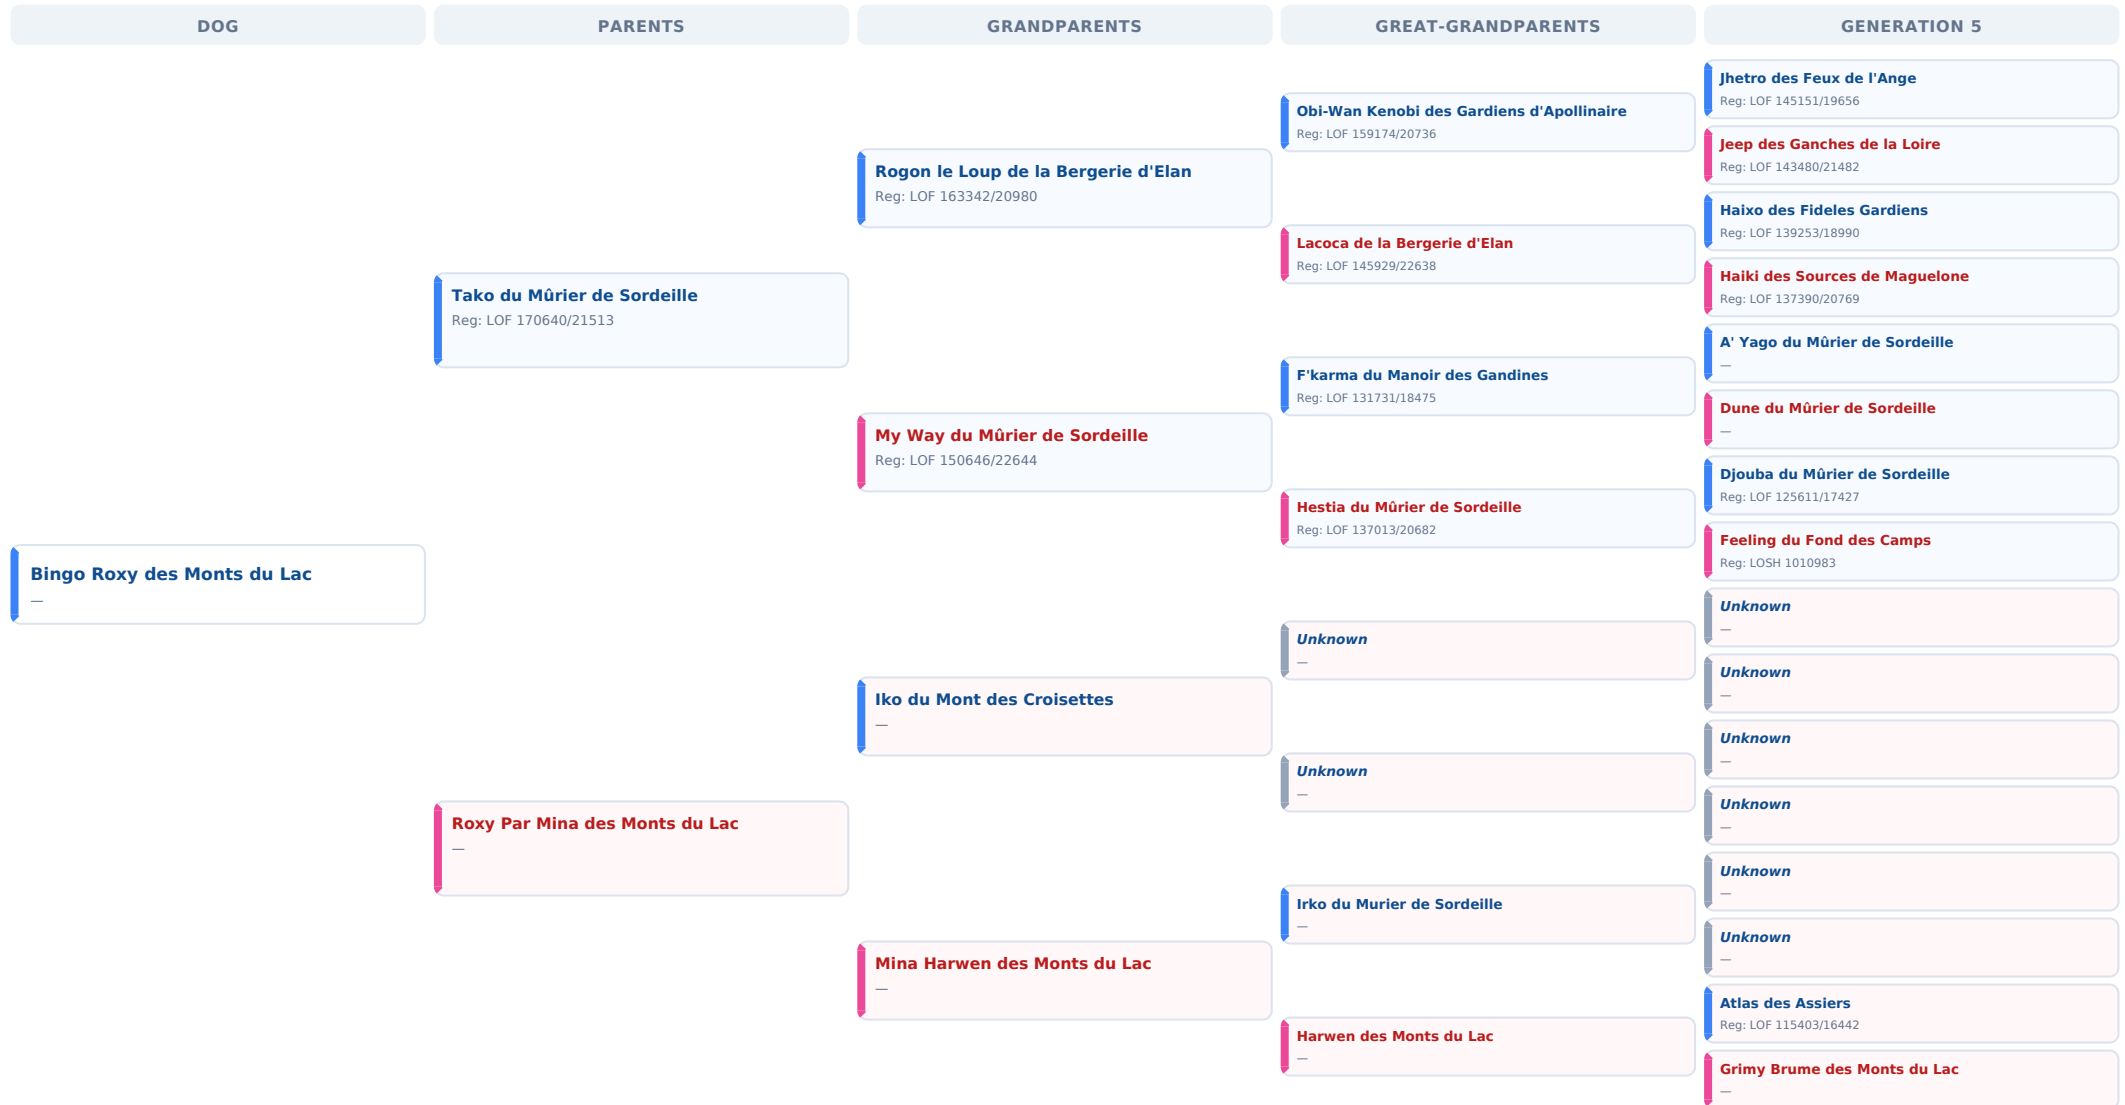 DOG
PARENTS
GRANDPARENTS
GREAT-GRANDPARENTS
GENERATION 5
Bingo Roxy des Monts du Lac
—
Tako du Mûrier de Sordeille
Reg: LOF 170640/21513
Roxy Par Mina des Monts du Lac
—
Rogon le Loup de la Bergerie d'Elan
Reg: LOF 163342/20980
My Way du Mûrier de Sordeille
Reg: LOF 150646/22644
Iko du Mont des Croisettes
—
Mina Harwen des Monts du Lac
—
Obi-Wan Kenobi des Gardiens d'Apollinaire
Reg: LOF 159174/20736
Lacoca de la Bergerie d'Elan
Reg: LOF 145929/22638
F'karma du Manoir des Gandines
Reg: LOF 131731/18475
Hestia du Mûrier de Sordeille
Reg: LOF 137013/20682
Unknown
—
Unknown
—
Irko du Murier de Sordeille
—
Harwen des Monts du Lac
—
Jhetro des Feux de l'Ange
Reg: LOF 145151/19656
Jeep des Ganches de la Loire
Reg: LOF 143480/21482
Haixo des Fideles Gardiens
Reg: LOF 139253/18990
Haiki des Sources de Maguelone
Reg: LOF 137390/20769
A' Yago du Mûrier de Sordeille
—
Dune du Mûrier de Sordeille
—
Djouba du Mûrier de Sordeille
Reg: LOF 125611/17427
Feeling du Fond des Camps
Reg: LOSH 1010983
Unknown
—
Unknown
—
Unknown
—
Unknown
—
Unknown
—
Unknown
—
Atlas des Assiers
Reg: LOF 115403/16442
Grimy Brume des Monts du Lac
—